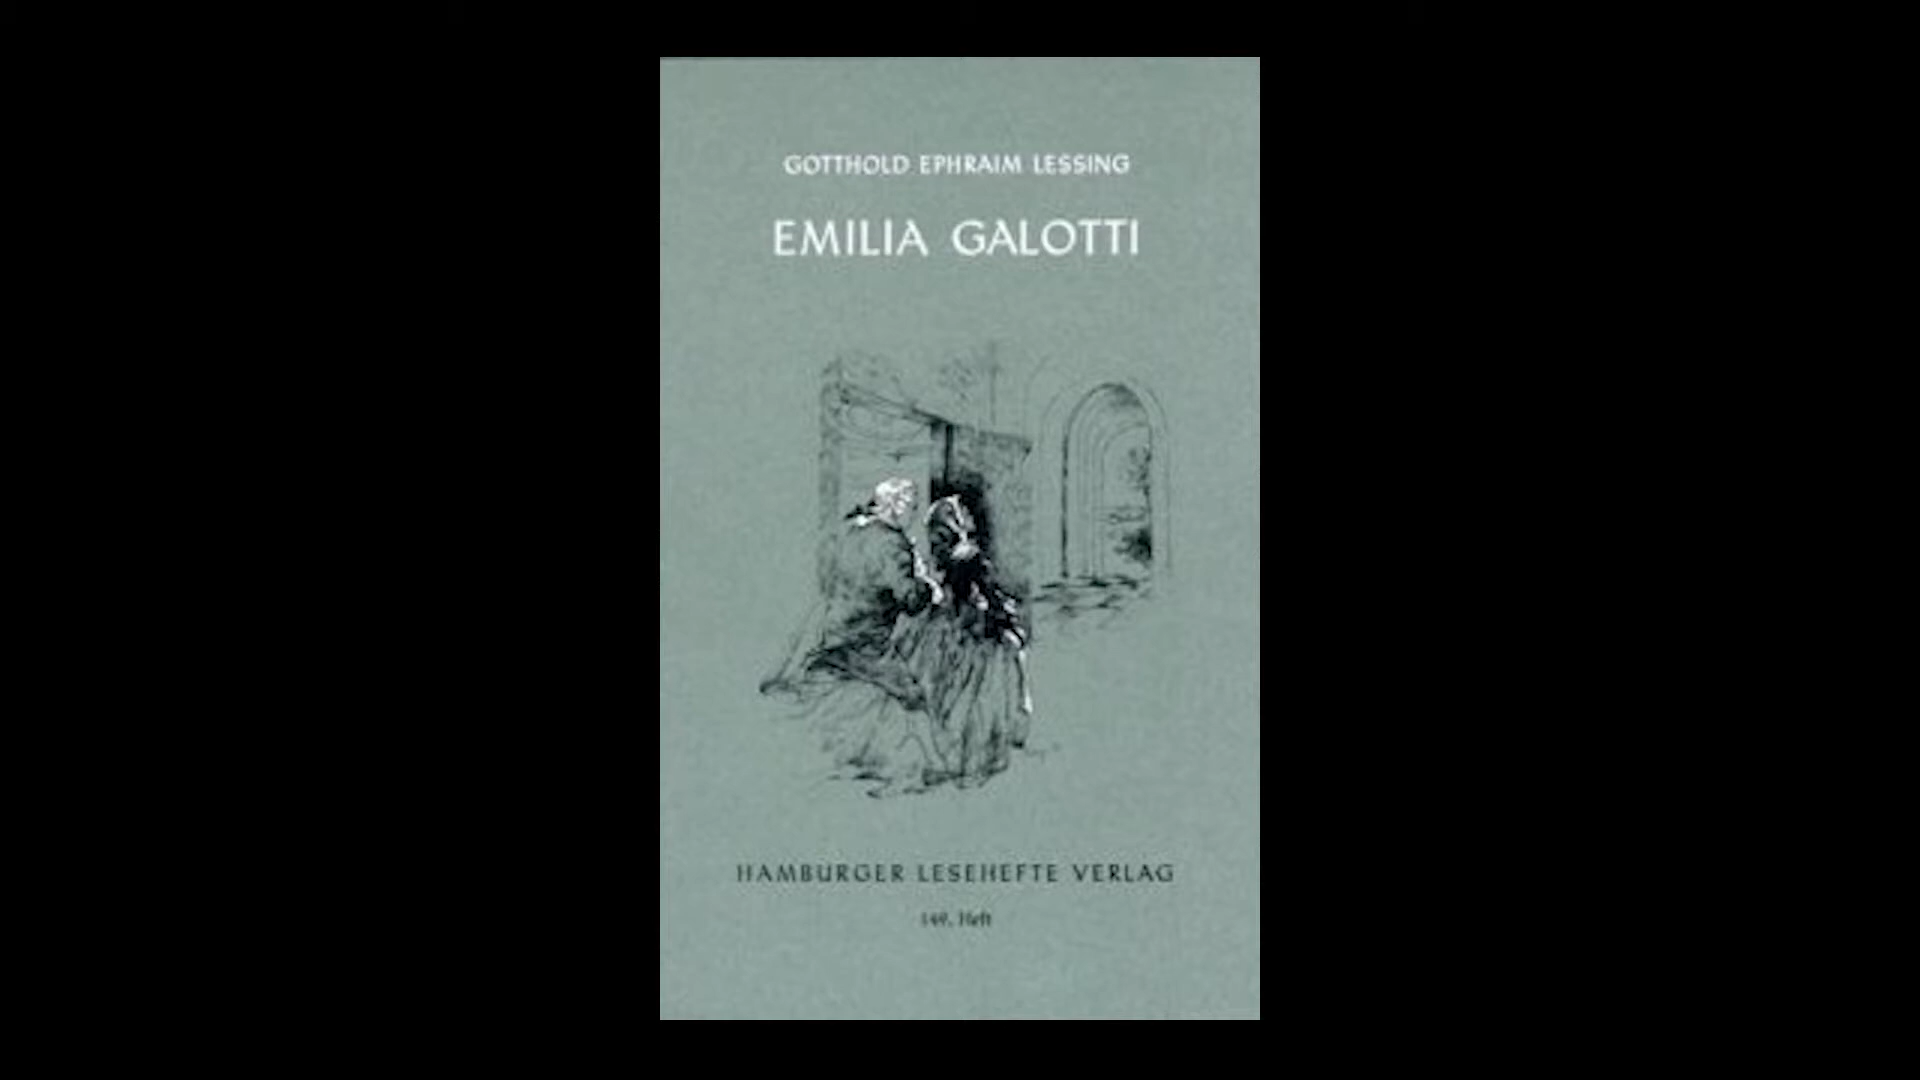 GOTTHOLD EPHRAIM LESSING
EMILIA GALOTTI
HAMBURGER LESEHEFTE VERLAG
149. Heft